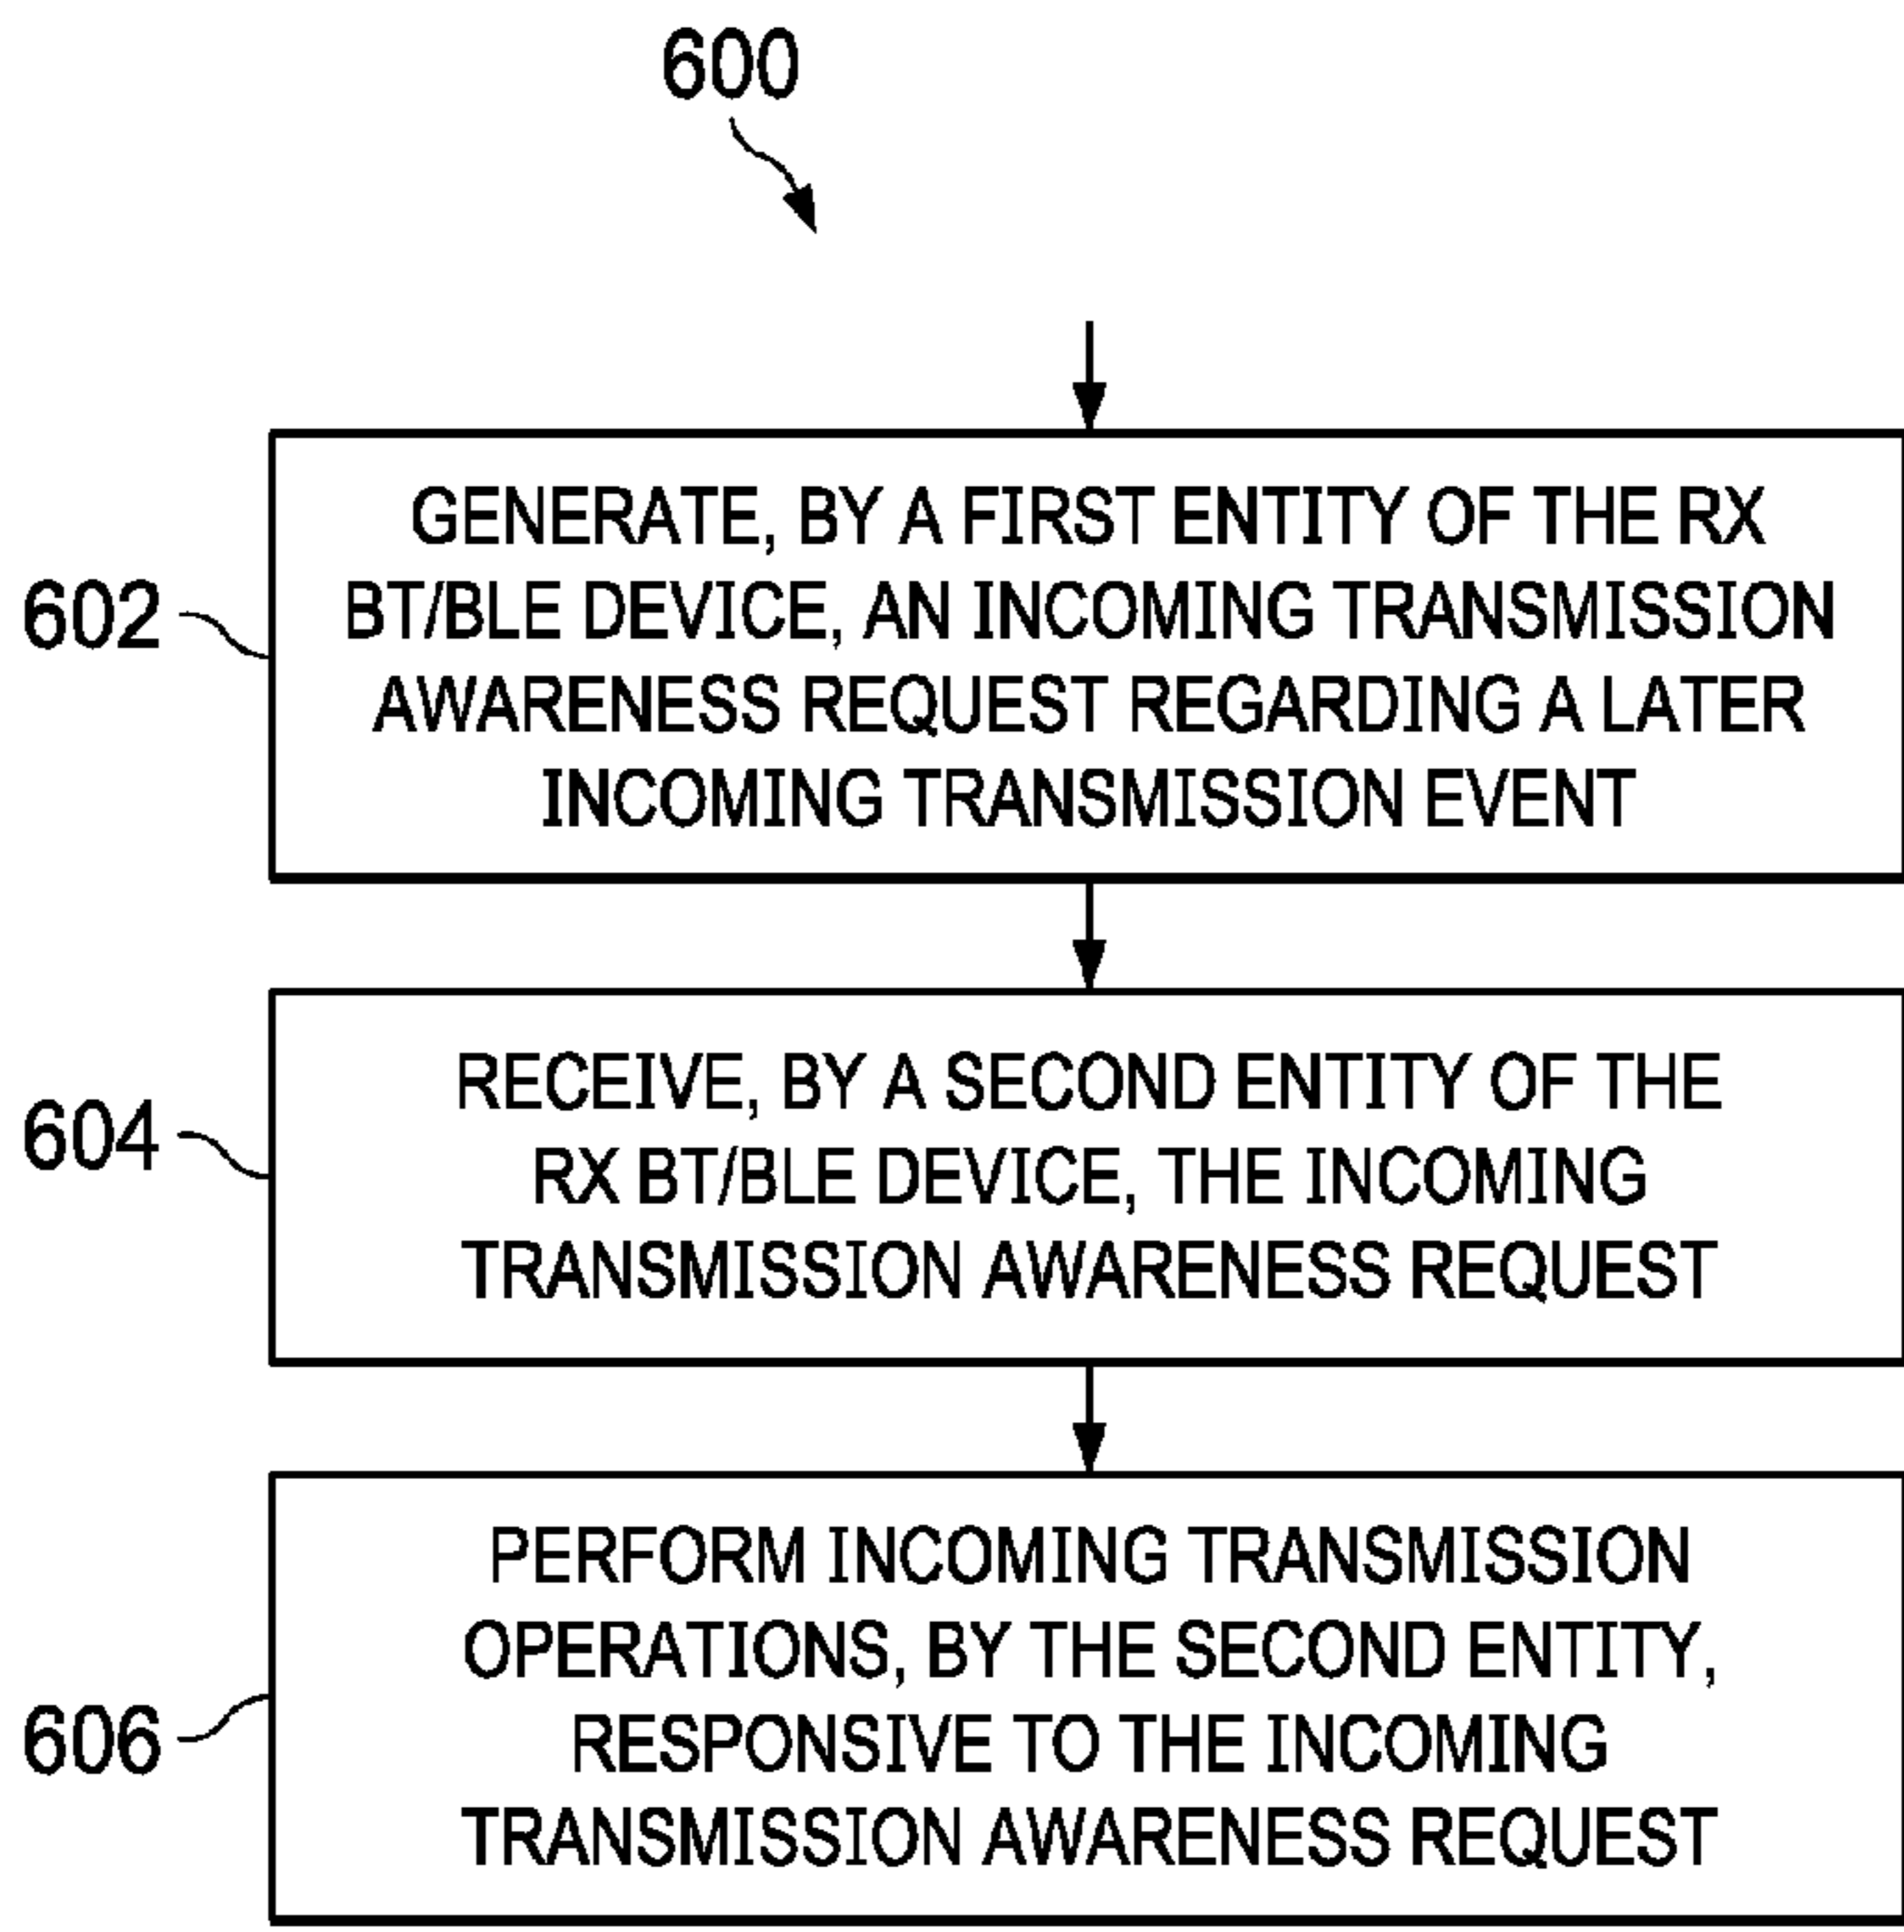 600
602
GENERATE, BY A FIRST ENTITY OF THE RX
BT/BLE DEVICE, AN INCOMING TRANSMISSION
AWARENESS REQUEST REGARDING A LATER
INCOMING TRANSMISSION EVENT
604
RECEIVE, BY A SECOND ENTITY OF THE
RX BT/BLE DEVICE, THE INCOMING
TRANSMISSION AWARENESS REQUEST
606
PERFORM INCOMING TRANSMISSION
OPERATIONS, BY THE SECOND ENTITY,
RESPONSIVE TO THE INCOMING
TRANSMISSION AWARENESS REQUEST